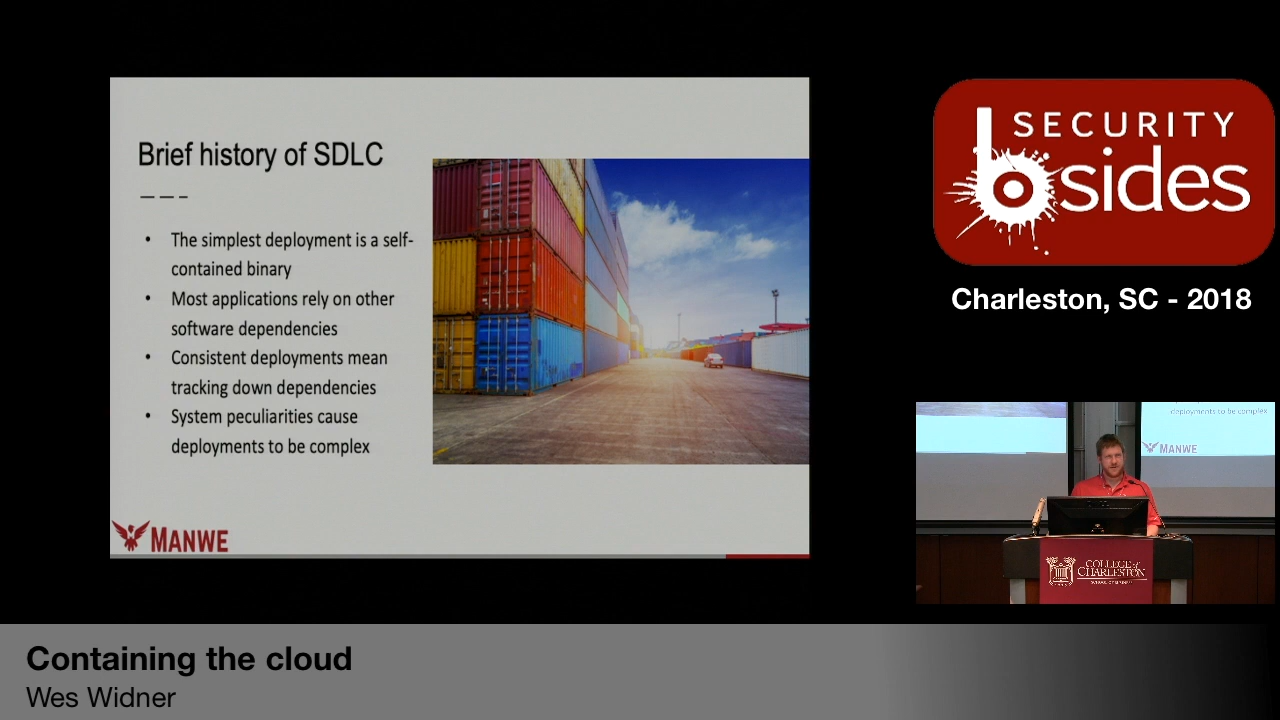 Brief history of SDLC
• The simplest deployment is a self-
contained binary
• Most applications rely on other
software dependencies
• Consistent deployments mean
tracking down dependencies
• System peculiarities cause
deployments to be complex
MANWE
SECURITY
bsides
Charleston, SC - 2018
deployments to be complex
MANWE
COLLEGE of
CHARLESTON
Containing the cloud
Wes Widner